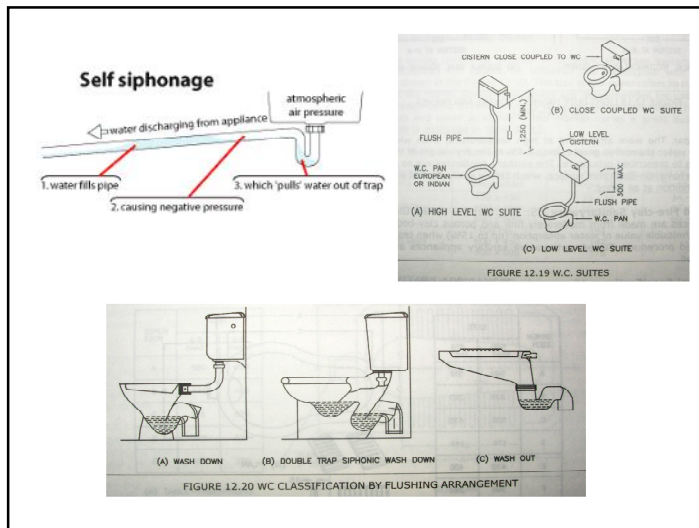 Self siphonage
atmospheric
air pressure
water discharging from appliance
1. water fills pipe
2. causing negative pressure
3. which 'pulls' water out of trap
CISTERN CLOSE COUPLED TO WC
(B) CLOSE COUPLED WC SUITE
FLUSH PIPE
1250 (MIN.)
W.C. PAN
EUROPEAN
OR INDIAN
(A) HIGH LEVEL WC SUITE
LOW LEVEL
CISTERN
300 MAX
FLUSH PIPE
W.C. PAN
(C) LOW LEVEL WC SUITE
FIGURE 12.19 W.C. SUITES
(A) WASH DOWN
(B) DOUBLE TRAP SIPHONIC WASH DOWN
(C) WASH OUT
FIGURE 12.20 WC CLASSIFICATION BY FLUSHING ARRANGEMENT